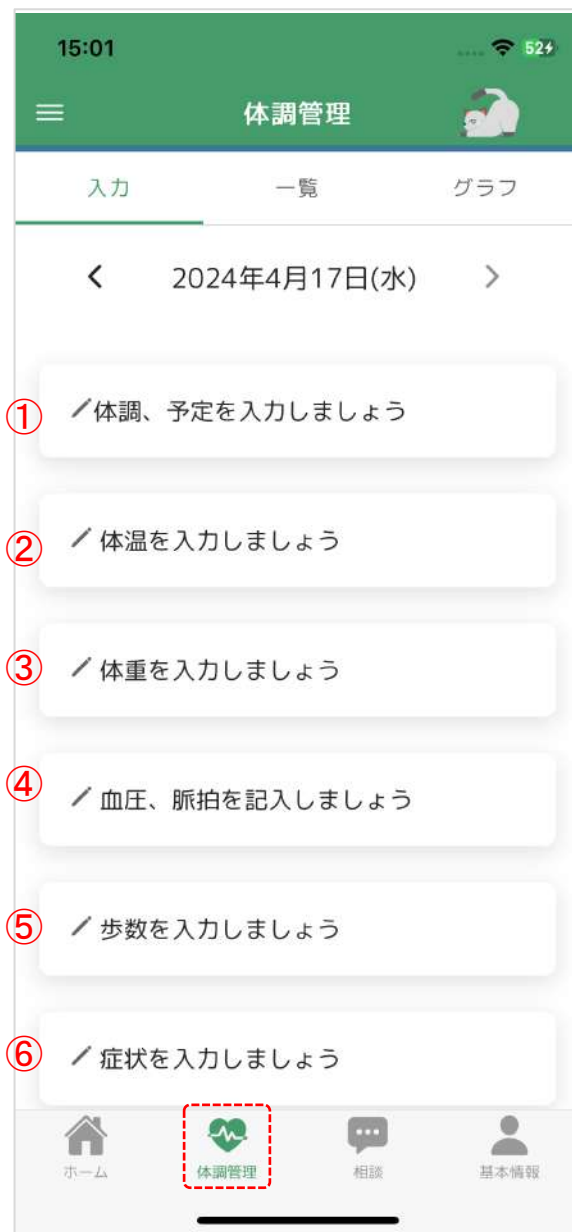 15:01
52
体調管理
入力 一覧 グラフ
2024年4月17日(水)
① 体調、予定を入力しましょう
② 体温を入力しましょう
③ 体重を入力しましょう
④ 血圧、脈拍を記入しましょう
⑤ 歩数を入力しましょう
⑥ 症状を入力しましょう
ホーム 体調管理 相談 基本情報